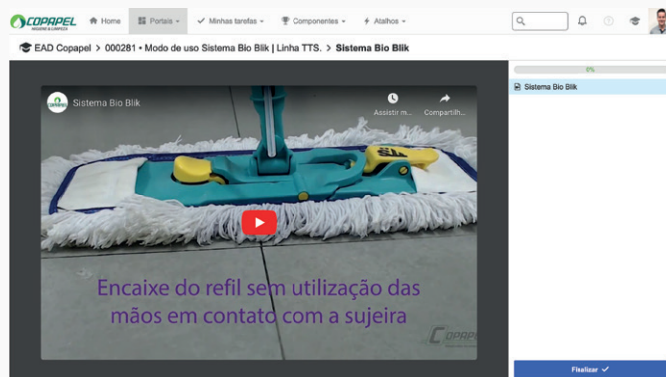 COPAPEL
HIGIENE & LIMPEZA
Home
Portais
Minhas tarefas
Componentes
Atalhos
EAD Copapel > 000281 • Modo de uso Sistema Bio Blik | Linha TTS. > Sistema Bio Blik
0%
Sistema Bio Blik
COPAPEL
Sistema Bio Blik
Assistir m...
Compartilh...
Encaixe do refil sem utilização das
mãos em contato com a sujeira
Finalizar